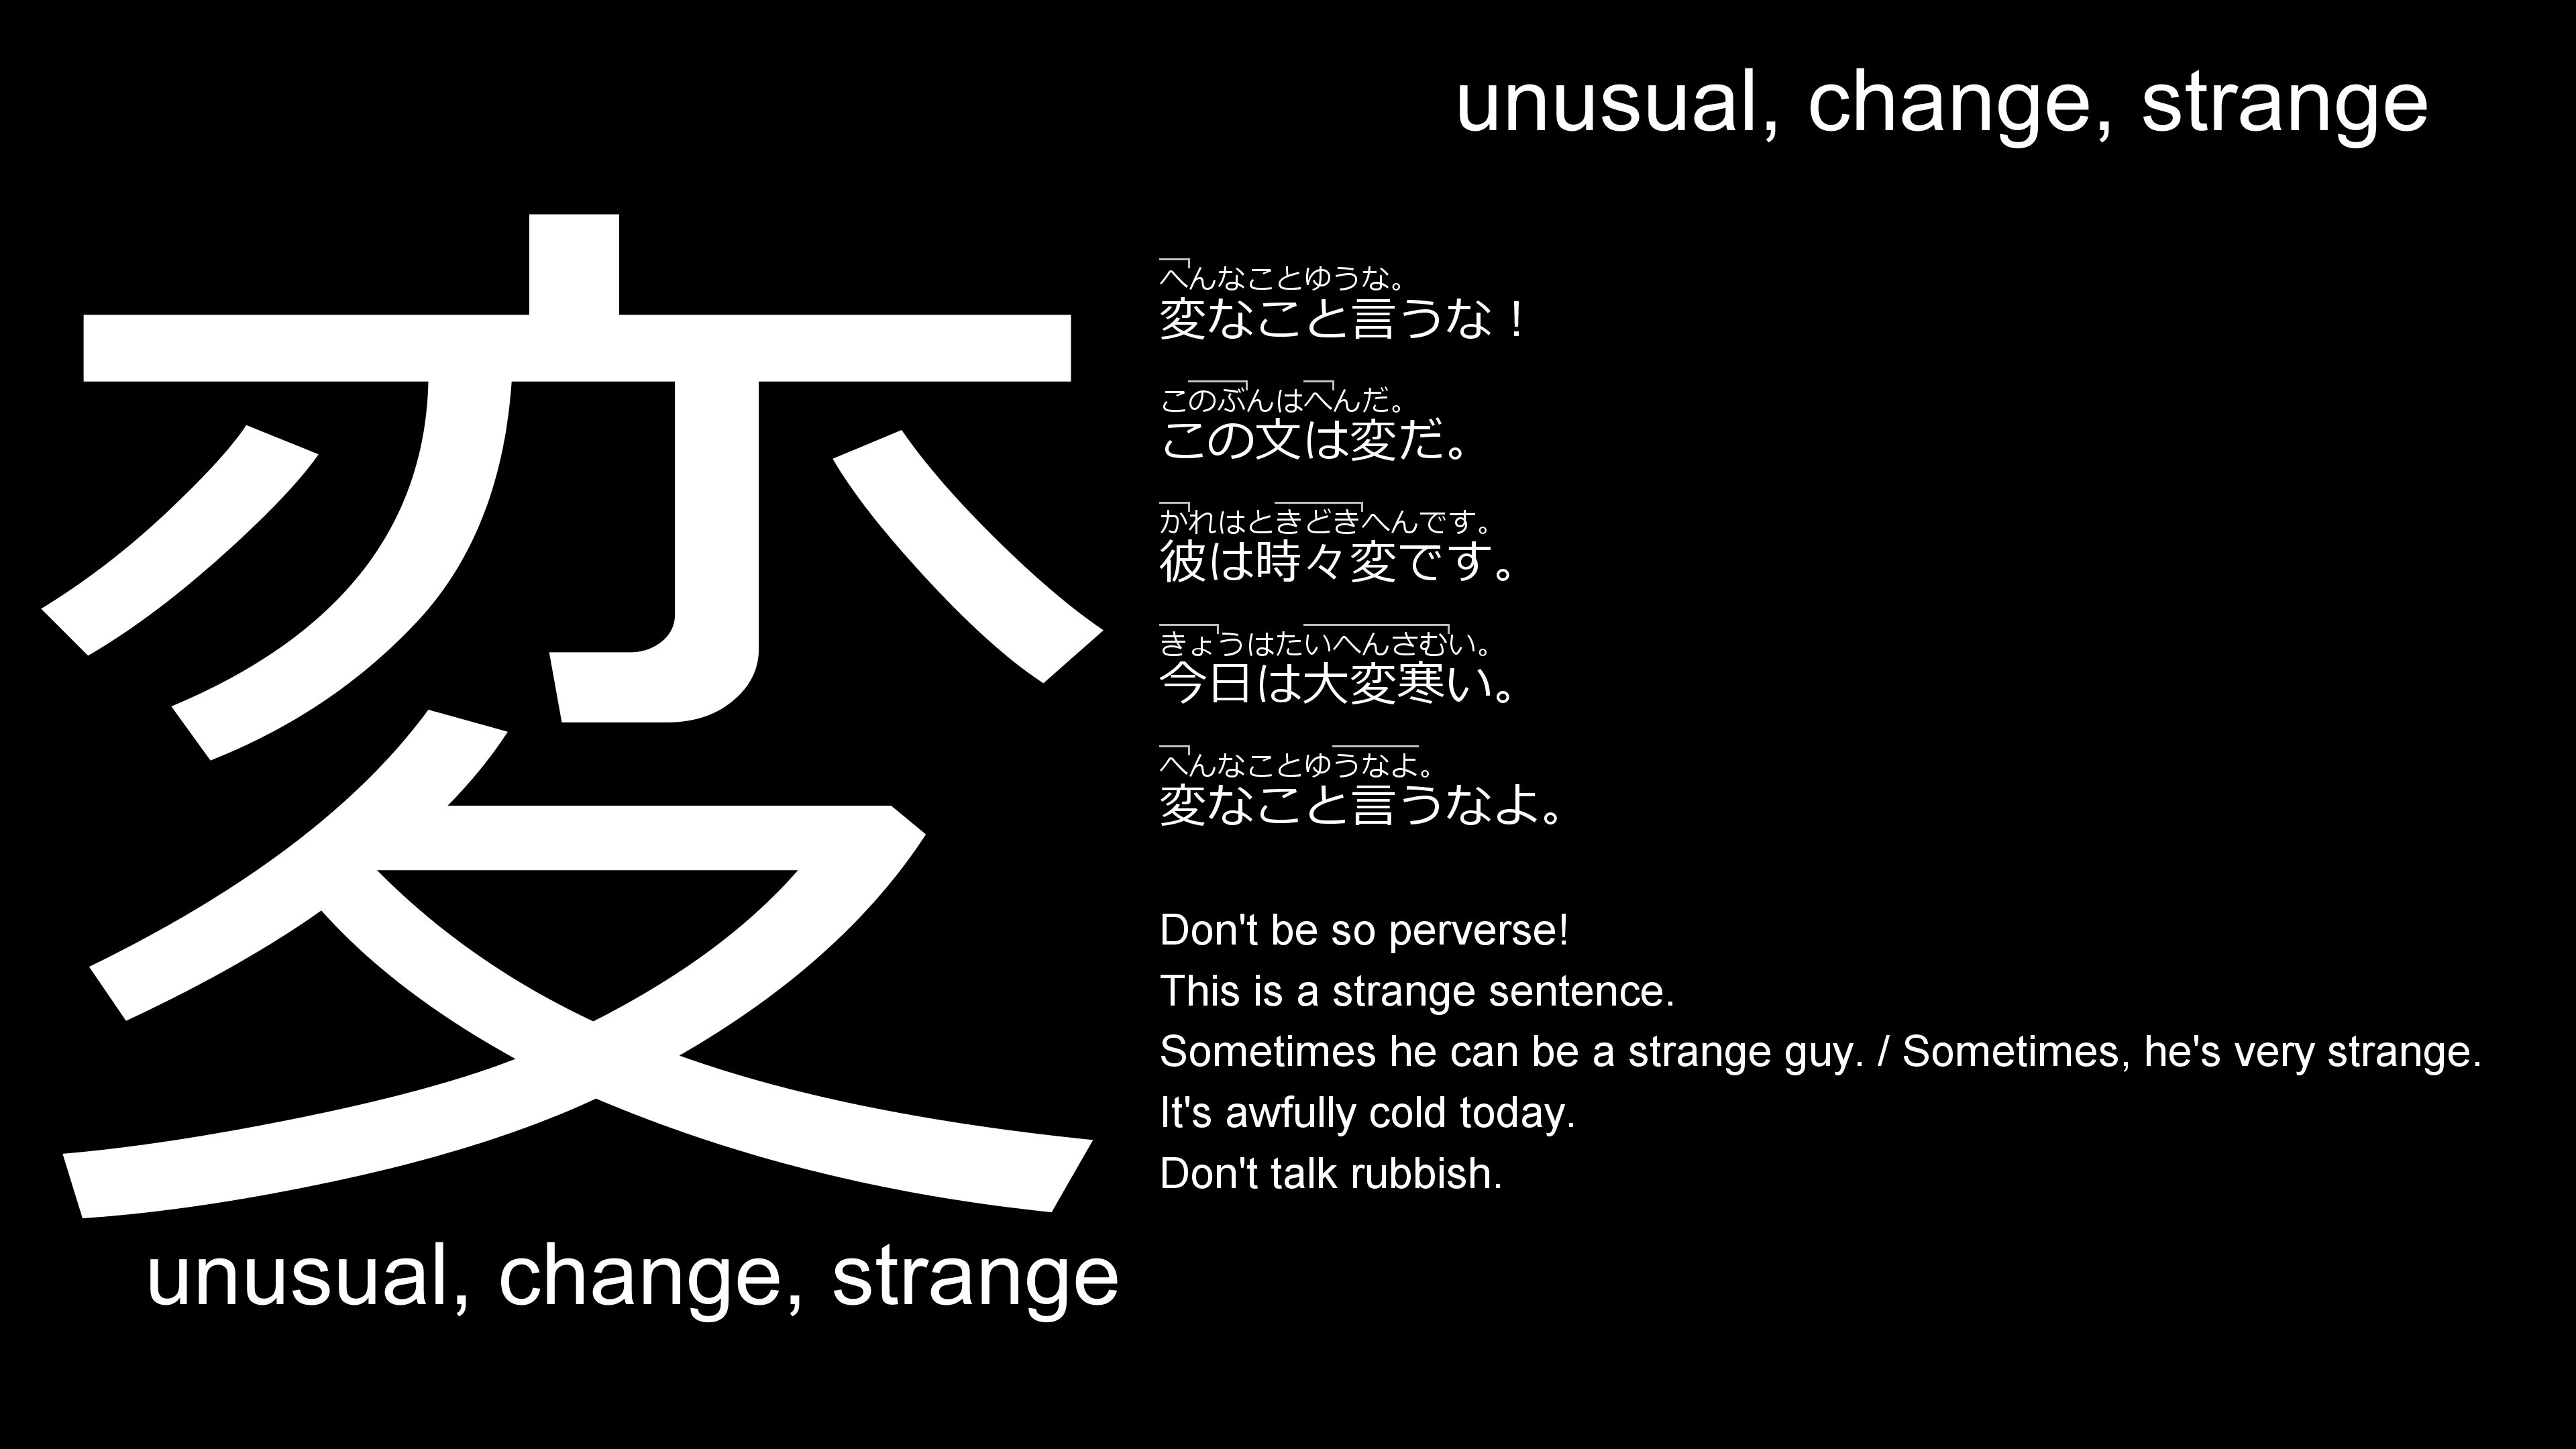 unusual, change, strange
変
unusual, change, strange
へんなことゆうな。
変なこと言うな！
このぶんはへんだ。
この文は変だ。
かれはときどきへんです。
彼は時々変です。
きょうはたいへんさむい。
今日は大変寒い。
へんなことゆうなよ。
変なこと言うなよ。
Don't be so perverse!
This is a strange sentence.
Sometimes he can be a strange guy. / Sometimes, he's very strange.
It's awfully cold today.
Don't talk rubbish.